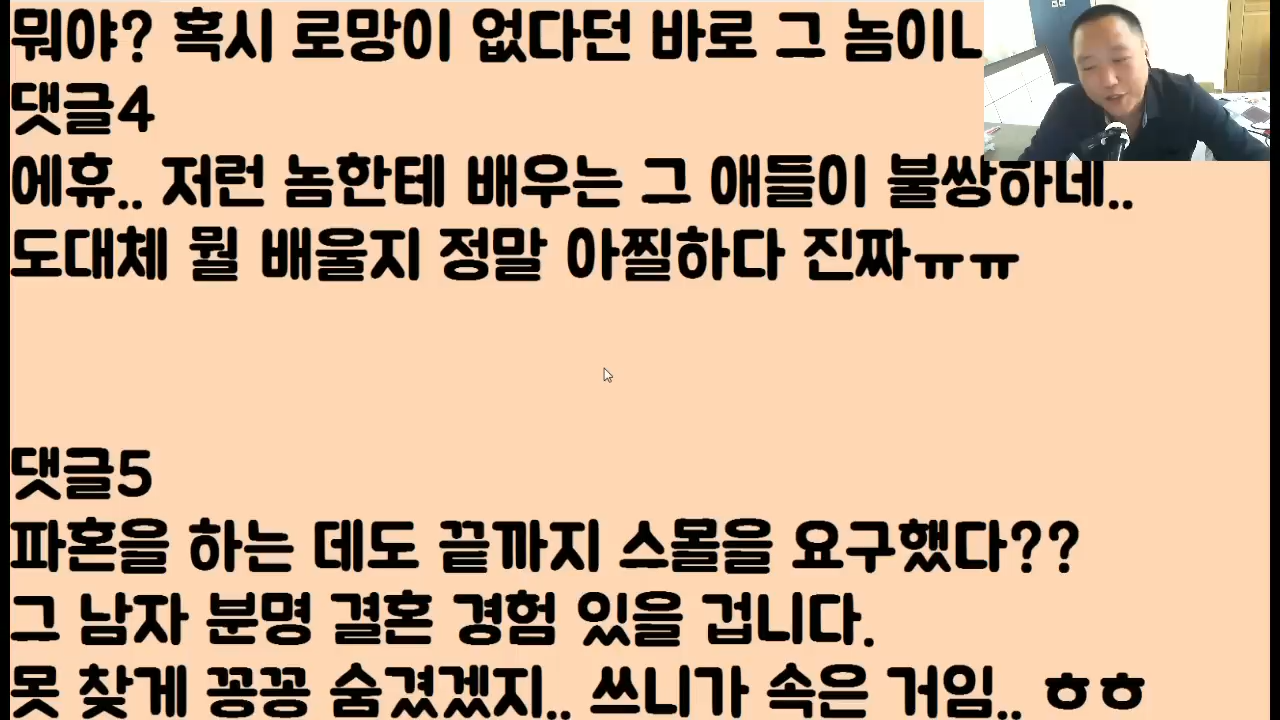 뭐야? 혹시 로망이 없다던 바로 그 놈이
댓글4
에휴.. 저런 놈한테 배우는 그 애들이 불쌍하네..
도대체 뭘 배울지 정말 아찔하다 진짜ㅠㅠ
댓글5
파혼을 하는 데도 끝까지 스몰을 요구했다??
그 남자 분명 결혼 경험 있을 겁니다.
못 찾게 꽁꽁 숨겼겠지.. 쓰니가 속은 거임.. ㅎㅎ